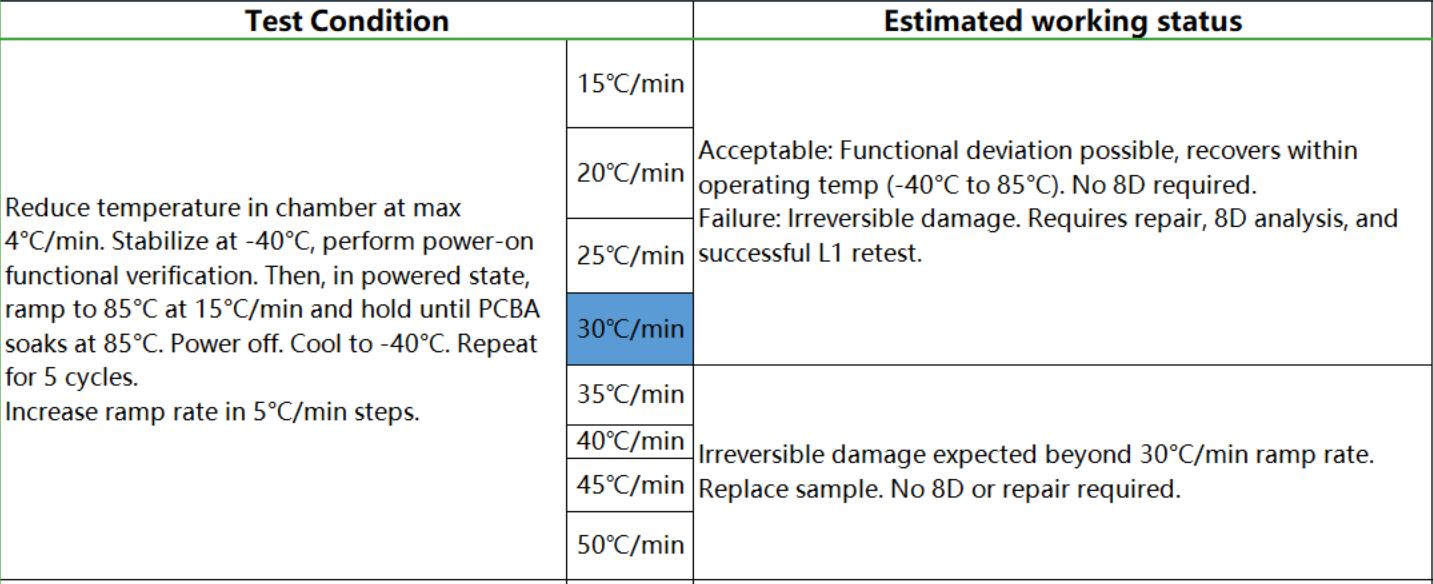 Test Condition
Estimated working status
Reduce temperature in chamber at max
4°C/min. Stabilize at -40°C, perform power-on
functional verification. Then, in powered state,
ramp to 85°C at 15°C/min and hold until PCBA
soaks at 85°C. Power off. Cool to -40°C. Repeat
for 5 cycles.
Increase ramp rate in 5°C/min steps.
15℃/min
20℃/min
25℃/min
30℃/min
35℃/min
40℃/min
45℃/min
50℃/min
Acceptable: Functional deviation possible, recovers within
operating temp (-40°C to 85°C). No 8D required.
Failure: Irreversible damage. Requires repair, 8D analysis, and
successful L1 retest.
Irreversible damage expected beyond 30°C/min ramp rate.
Replace sample. No 8D or repair required.